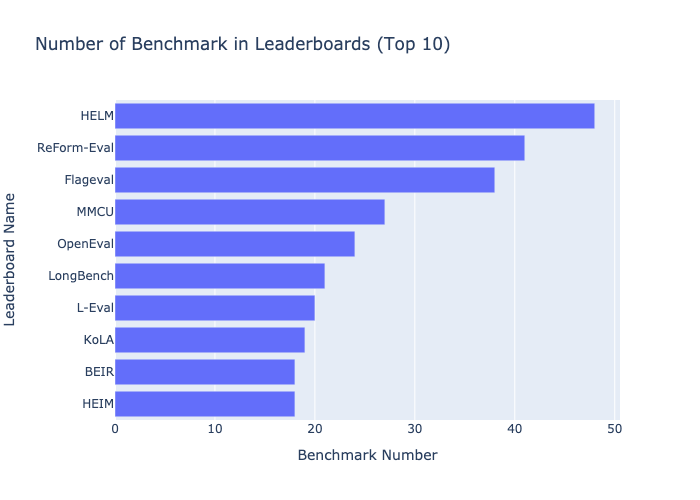 Number of Benchmark in Leaderboards (Top 10)
Leaderboard Name
HELM
ReForm-Eval
Flageval
MMCU
OpenEval
LongBench
L-Eval
KoLA
BEIR
HEIM
0 10 20 30 40 50
Benchmark Number